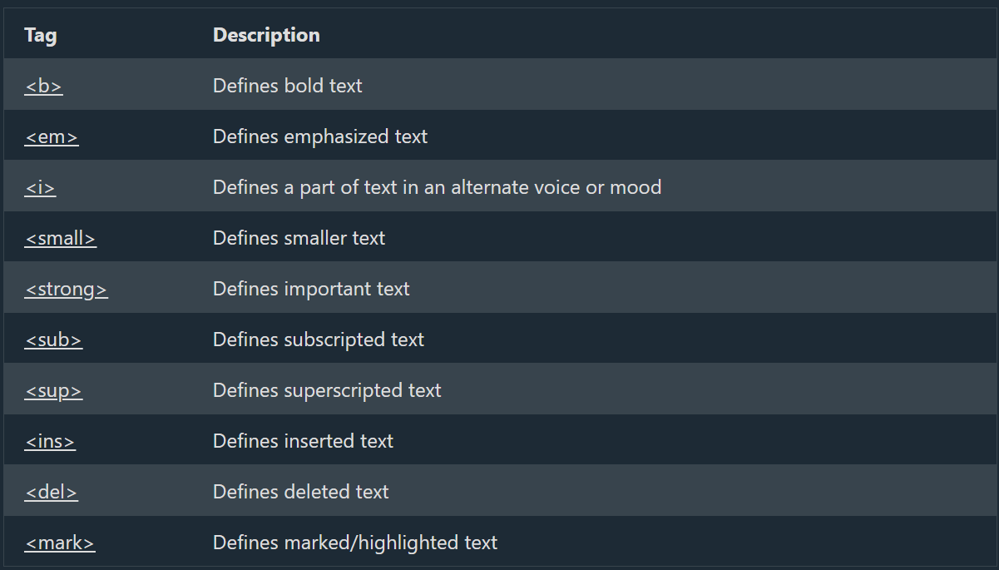 Tag Description
<b> Defines bold text
<em> Defines emphasized text
<i> Defines a part of text in an alternate voice or mood
<small> Defines smaller text
<strong> Defines important text
<sub> Defines subscripted text
<sup> Defines superscripted text
<ins> Defines inserted text
<del> Defines deleted text
<mark> Defines marked/highlighted text